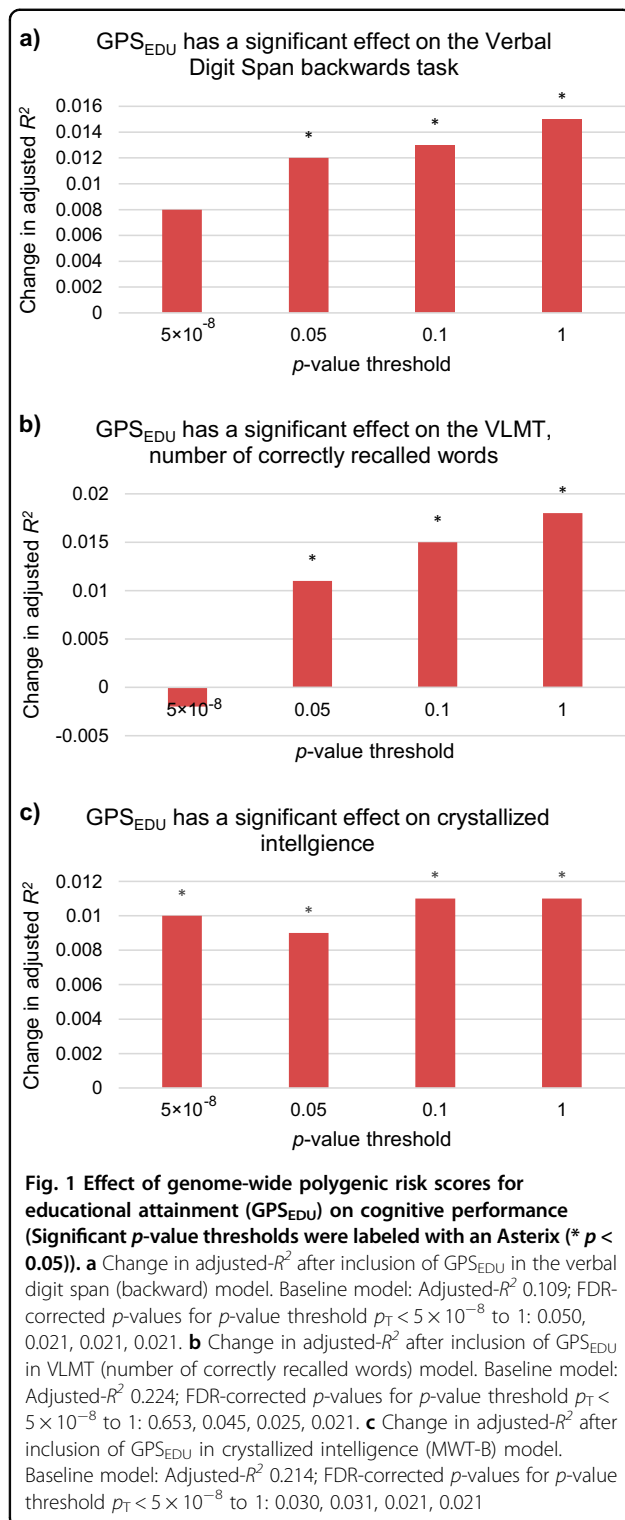 a)
GPSEDU has a significant effect on the Verbal
Digit Span backwards task
Change in adjusted R2
0.016
0.014
0.012
0.01
0.008
0.006
0.004
0.002
0
*
*
*
5×10-8
0.05
0.1
1
p-value threshold
b)
GPSEDU has a significant effect on the VLMT,
number of correctly recalled words
Change in adjusted R2
0.02
0.015
0.01
0.005
0
-0.005
*
*
*
5×10-8
0.05
0.1
1
p-value threshold
c)
GPSEDU has a significant effect on crystallized
intellgience
Change in adjusted R2
0.012
0.01
0.008
0.006
0.004
0.002
0
*
*
*
*
5×10-8
0.05
0.1
1
p-value threshold
Fig. 1 Effect of genome-wide polygenic risk scores for
educational attainment (GPSEDU) on cognitive performance
(Significant p-value thresholds were labeled with an Asterix (* p <
0.05)). a Change in adjusted-R2 after inclusion of GPSEDU in the verbal
digit span (backward) model. Baseline model: Adjusted-R2 0.109; FDR-
corrected p-values for p-value threshold pT < 5 × 10−8 to 1: 0.050,
0.021, 0.021, 0.021. b Change in adjusted-R2 after inclusion of GPSEDU
in VLMT (number of correctly recalled words) model. Baseline model:
Adjusted-R2 0.224; FDR-corrected p-values for p-value threshold pT <
5 × 10−8 to 1: 0.653, 0.045, 0.025, 0.021. c Change in adjusted-R2 after
inclusion of GPSEDU in crystallized intelligence (MWT-B) model.
Baseline model: Adjusted-R2 0.214; FDR-corrected p-values for p-value
threshold pT < 5 × 10−8 to 1: 0.030, 0.031, 0.021, 0.021